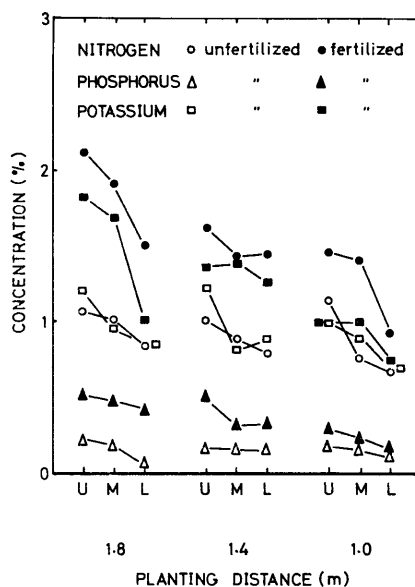 3
NITROGEN unfertilized fertilized
PHOSPHORUS " "
POTASSIUM " "
2
CONCENTRATION (%)
1
0
U M L U M L U M L
1.8 1.4 1.0
PLANTING DISTANCE (m)